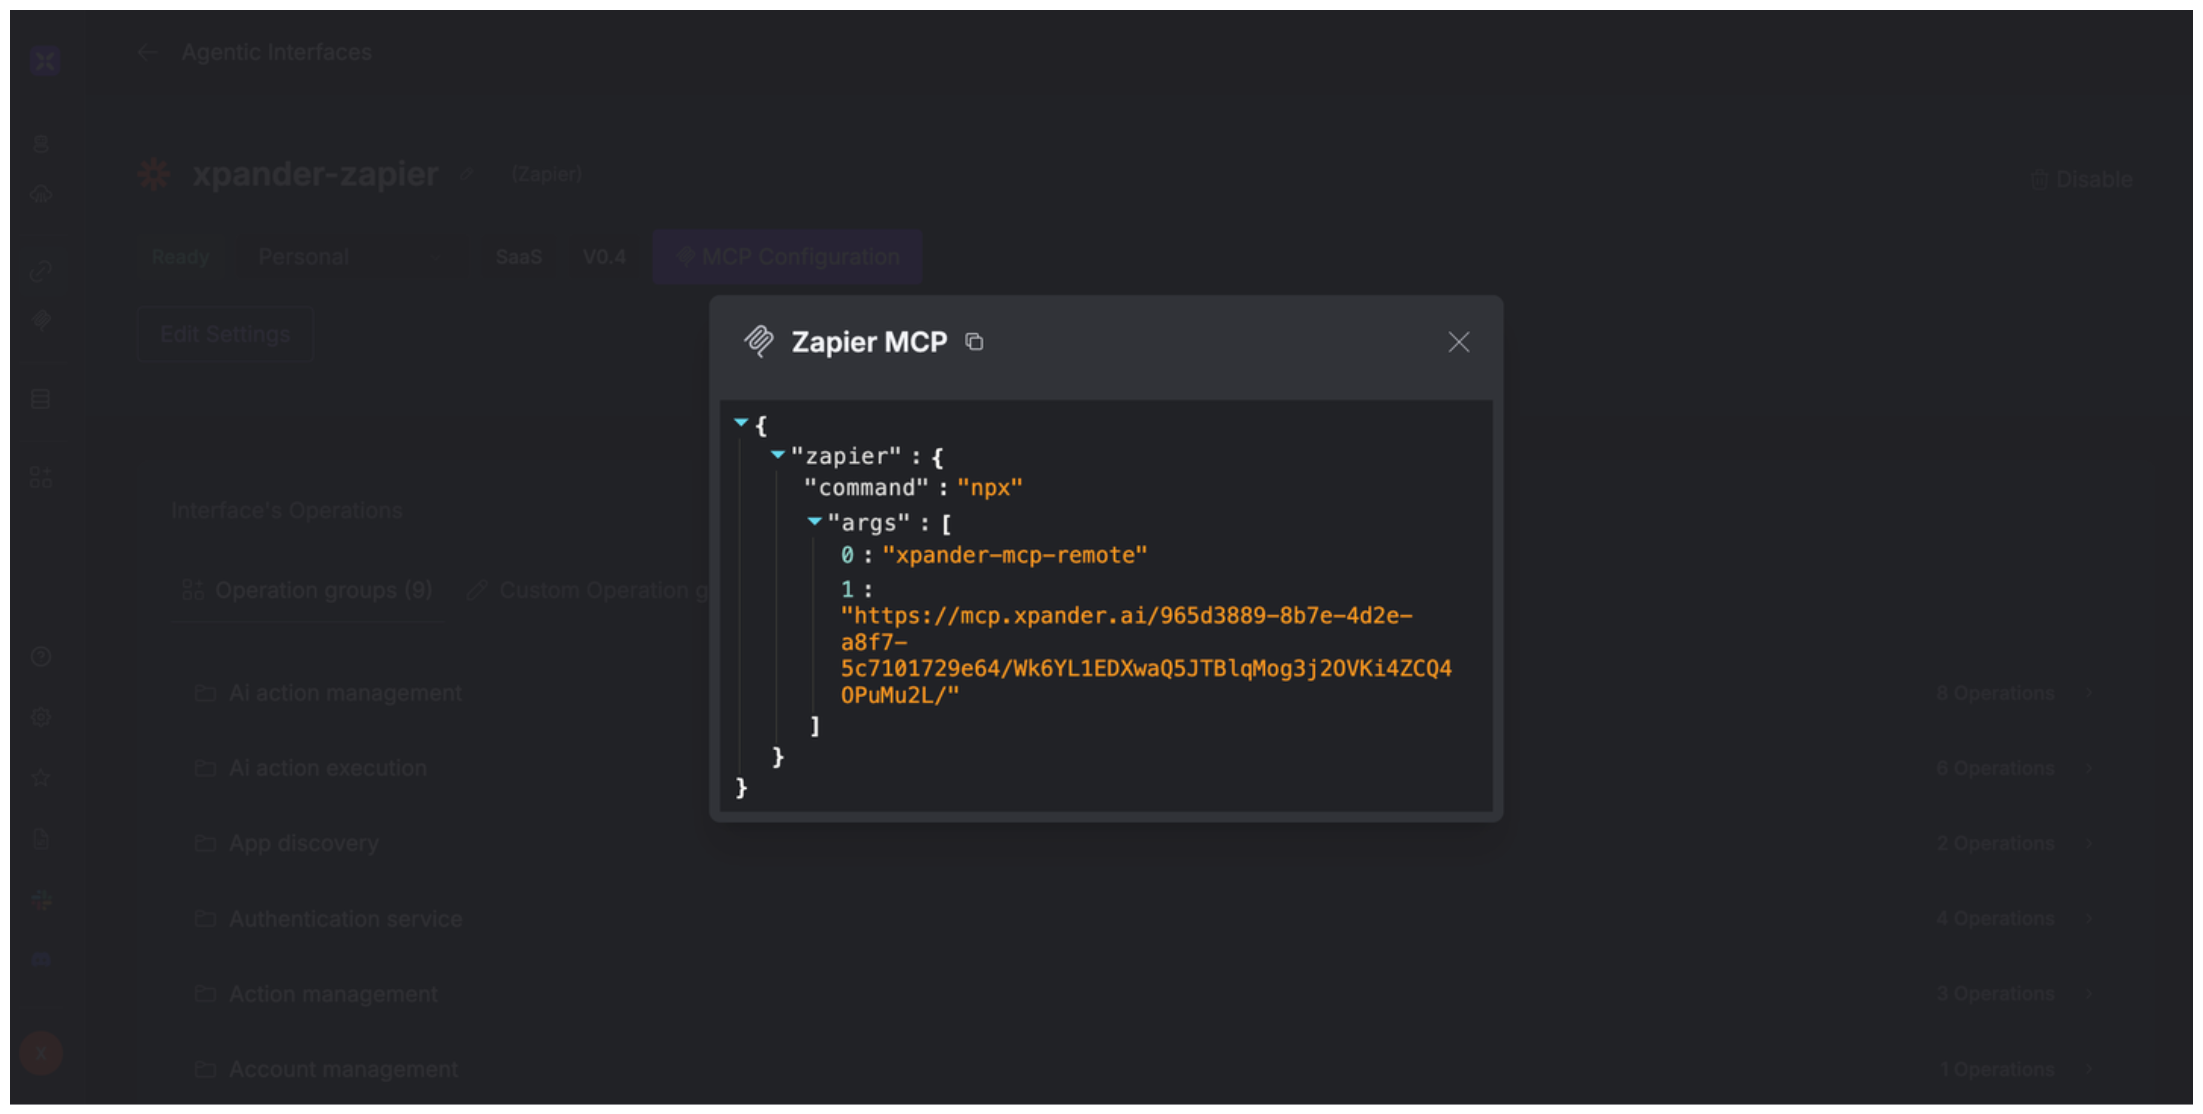 Agentic Interfaces
xpander-zapier (Zapier)
Disable
Ready Personal SaaS V0.4 MCP Configuration
Edit Settings
Zapier MCP
{
"zapier" : {
"command" : "npx"
"args" : [
0 : "xpander-mcp-remote"
1 :
"https://mcp.xpander.ai/965d3889-8b7e-4d2e-
a8f7-
5c7101729e64/Wk6YL1EDXwaQ5JTBlqMog3j2OVKi4ZCQ4
OPuMu2L/"
]
}
}
Interface's Operations
Operation groups (9) Custom Operation g
Ai action management 8 Operations
Ai action execution 6 Operations
App discovery 2 Operations
Authentication service 4 Operations
Action management 3 Operations
Account management 1 Operations
X